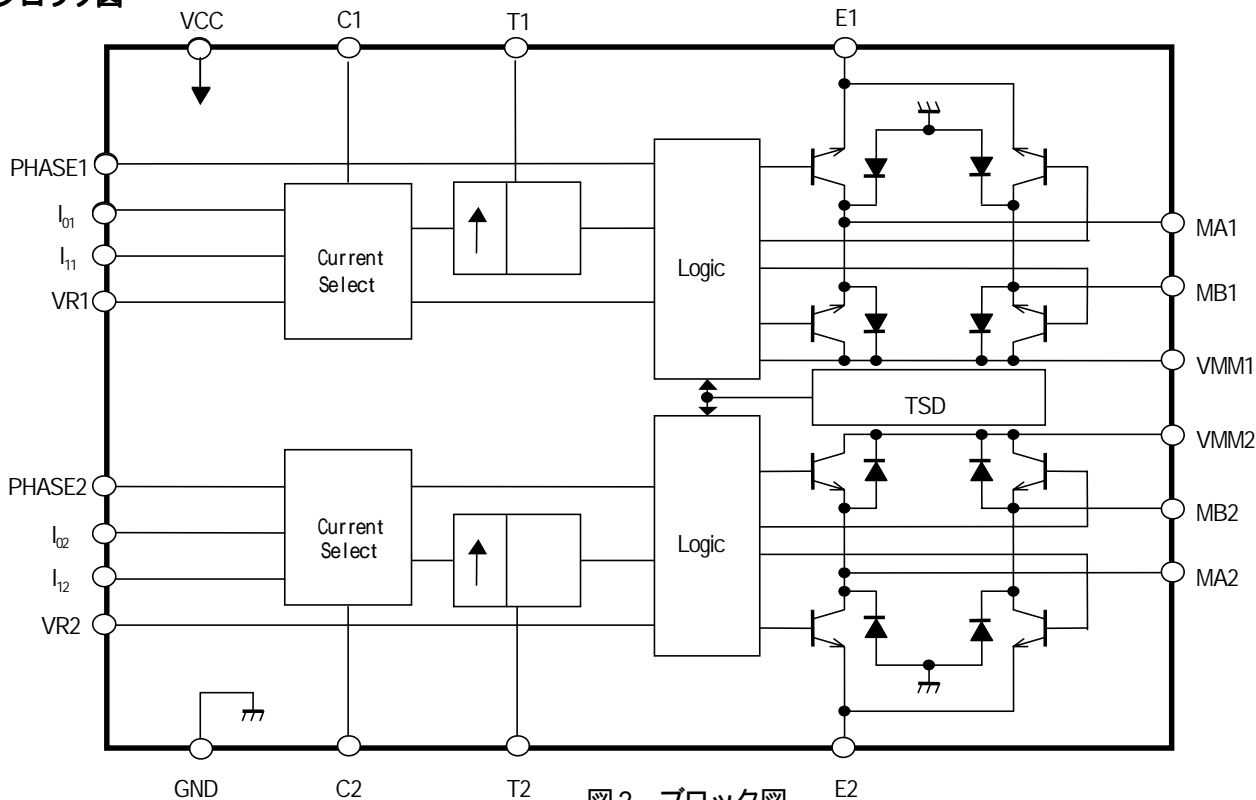 ブロック図
VCC
C1
T1
E1
PHASE1
I01
I11
VR1
Current
Select
Logic
MA1
MB1
VMM1
TSD
VMM2
MB2
MA2
PHASE2
I02
I12
VR2
Current
Select
Logic
GND
C2
T2
E2
図2 ブロック図